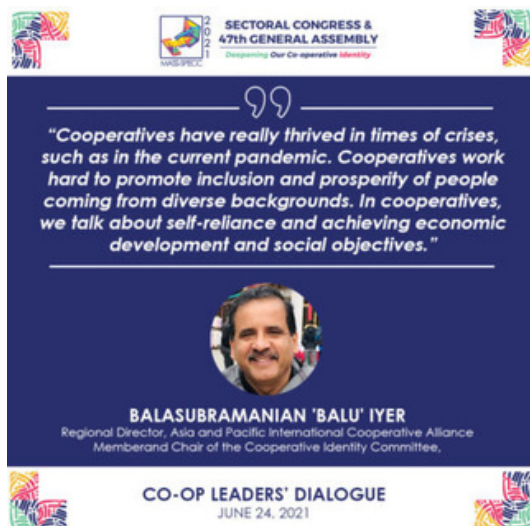 2021
MASS-SPECC
SECTORAL CONGRESS &
47th GENERAL ASSEMBLY
Deepening Our Co-operative Identity
“Cooperatives have really thrived in times of crises,
such as in the current pandemic. Cooperatives work
hard to promote inclusion and prosperity of people
coming from diverse backgrounds. In cooperatives,
we talk about self-reliance and achieving economic
development and social objectives.”
BALASUBRAMANIAN 'BALU' IYER
Regional Director, Asia and Pacific International Cooperative Alliance
Memberand Chair of the Cooperative Identity Committee,
CO-OP LEADERS' DIALOGUE
JUNE 24, 2021